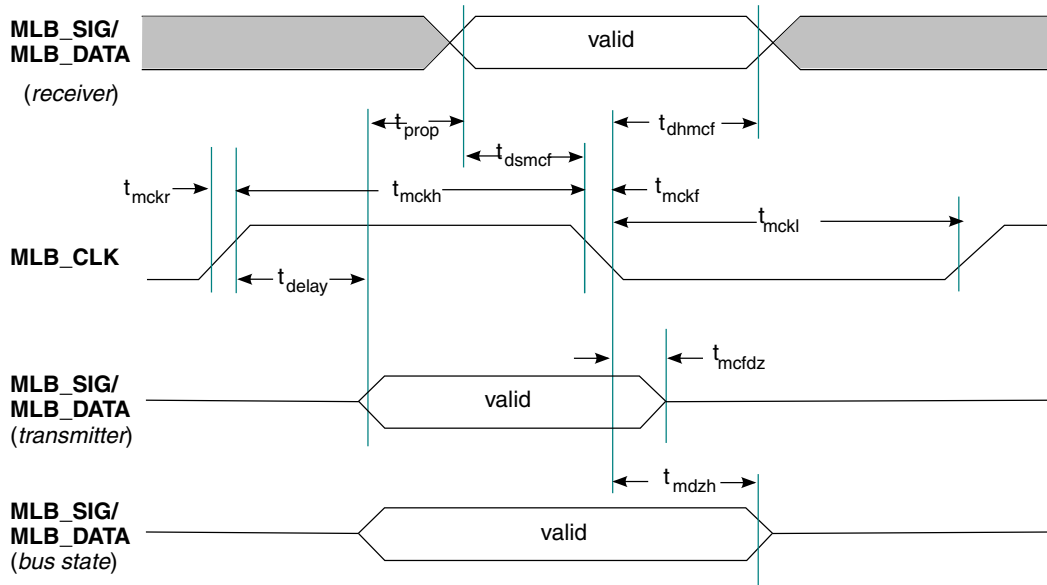 MLB_SIG/
MLB_DATA
(receiver)
valid
tprop
tdhmcf
tdsmcf
tmckr
tmckh
tmckf
tmckl
MLB_CLK
tdelay
tmcfdz
MLB_SIG/
MLB_DATA
(transmitter)
valid
tmdzh
MLB_SIG/
MLB_DATA
(bus state)
valid